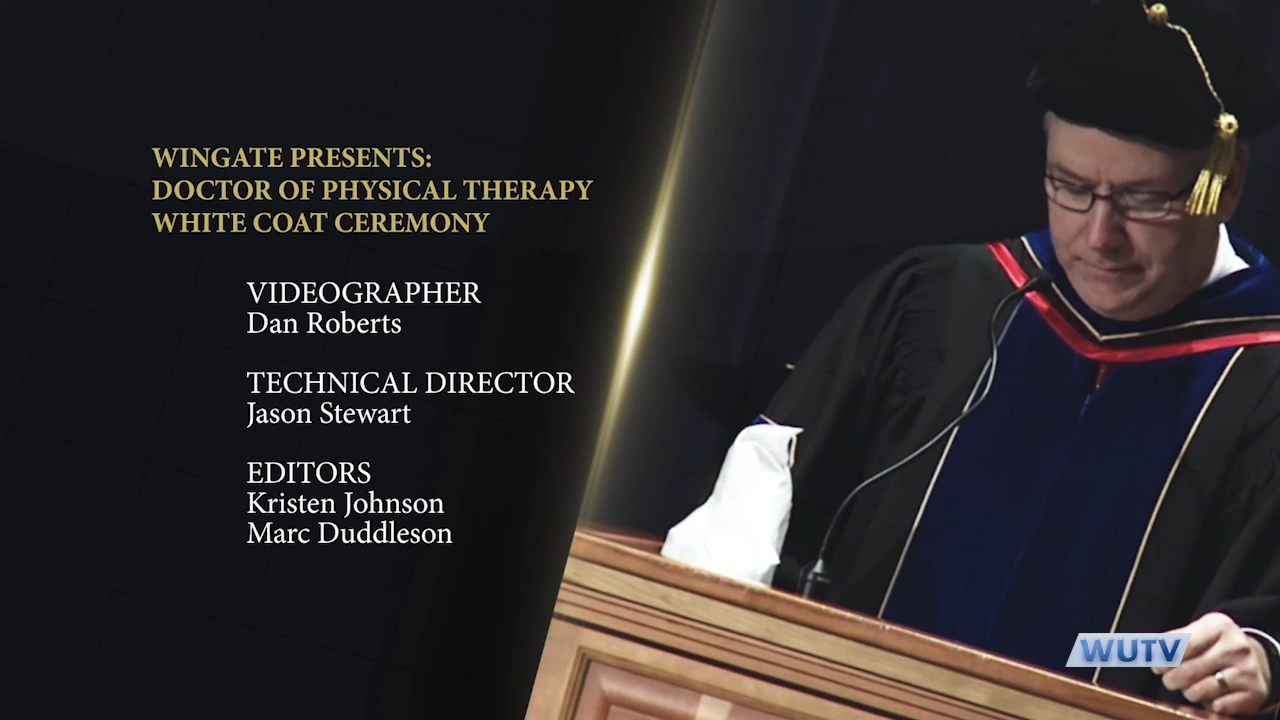 WINGATE PRESENTS:
DOCTOR OF PHYSICAL THERAPY
WHITE COAT CEREMONY
VIDEOGRAPHER
Dan Roberts
TECHNICAL DIRECTOR
Jason Stewart
EDITORS
Kristen Johnson
Marc Duddleson
WUTV